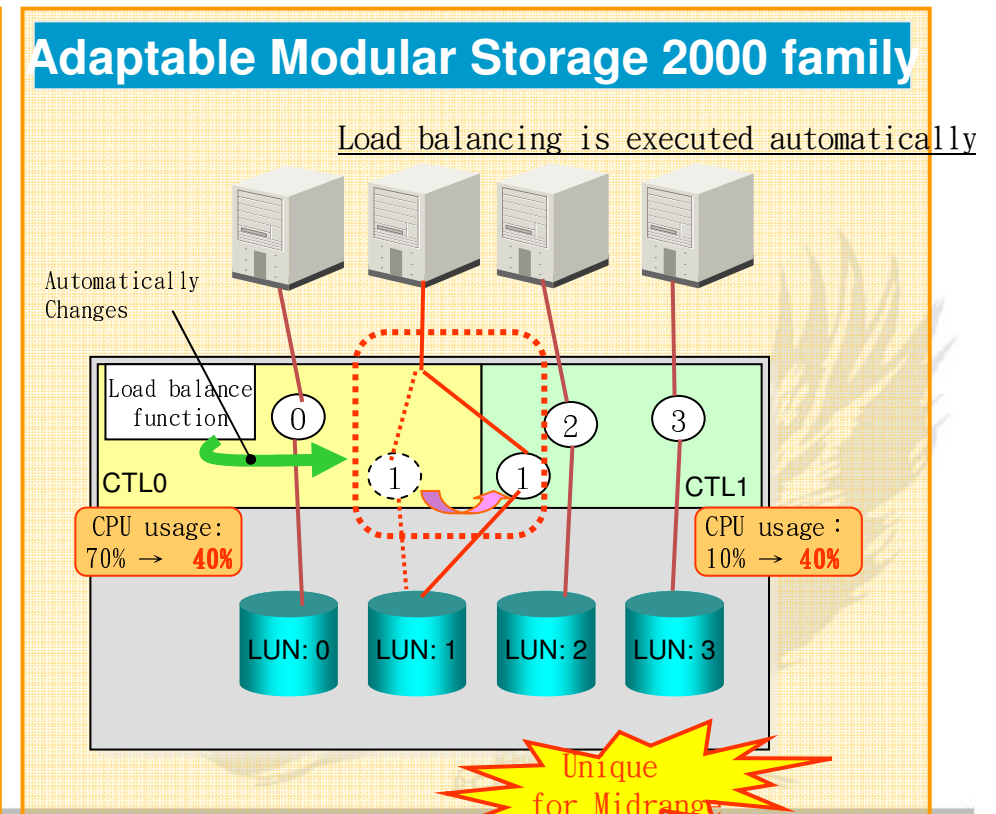 Adaptable Modular Storage 2000 family
Load balancing is executed automatically
Automatically
Changes
Load balance
function
0
1
1
2
3
CTL0
CTL1
CPU usage:
70% → 40%
CPU usage：
10% → 40%
LUN: 0
LUN: 1
LUN: 2
LUN: 3
Unique
for Midrange